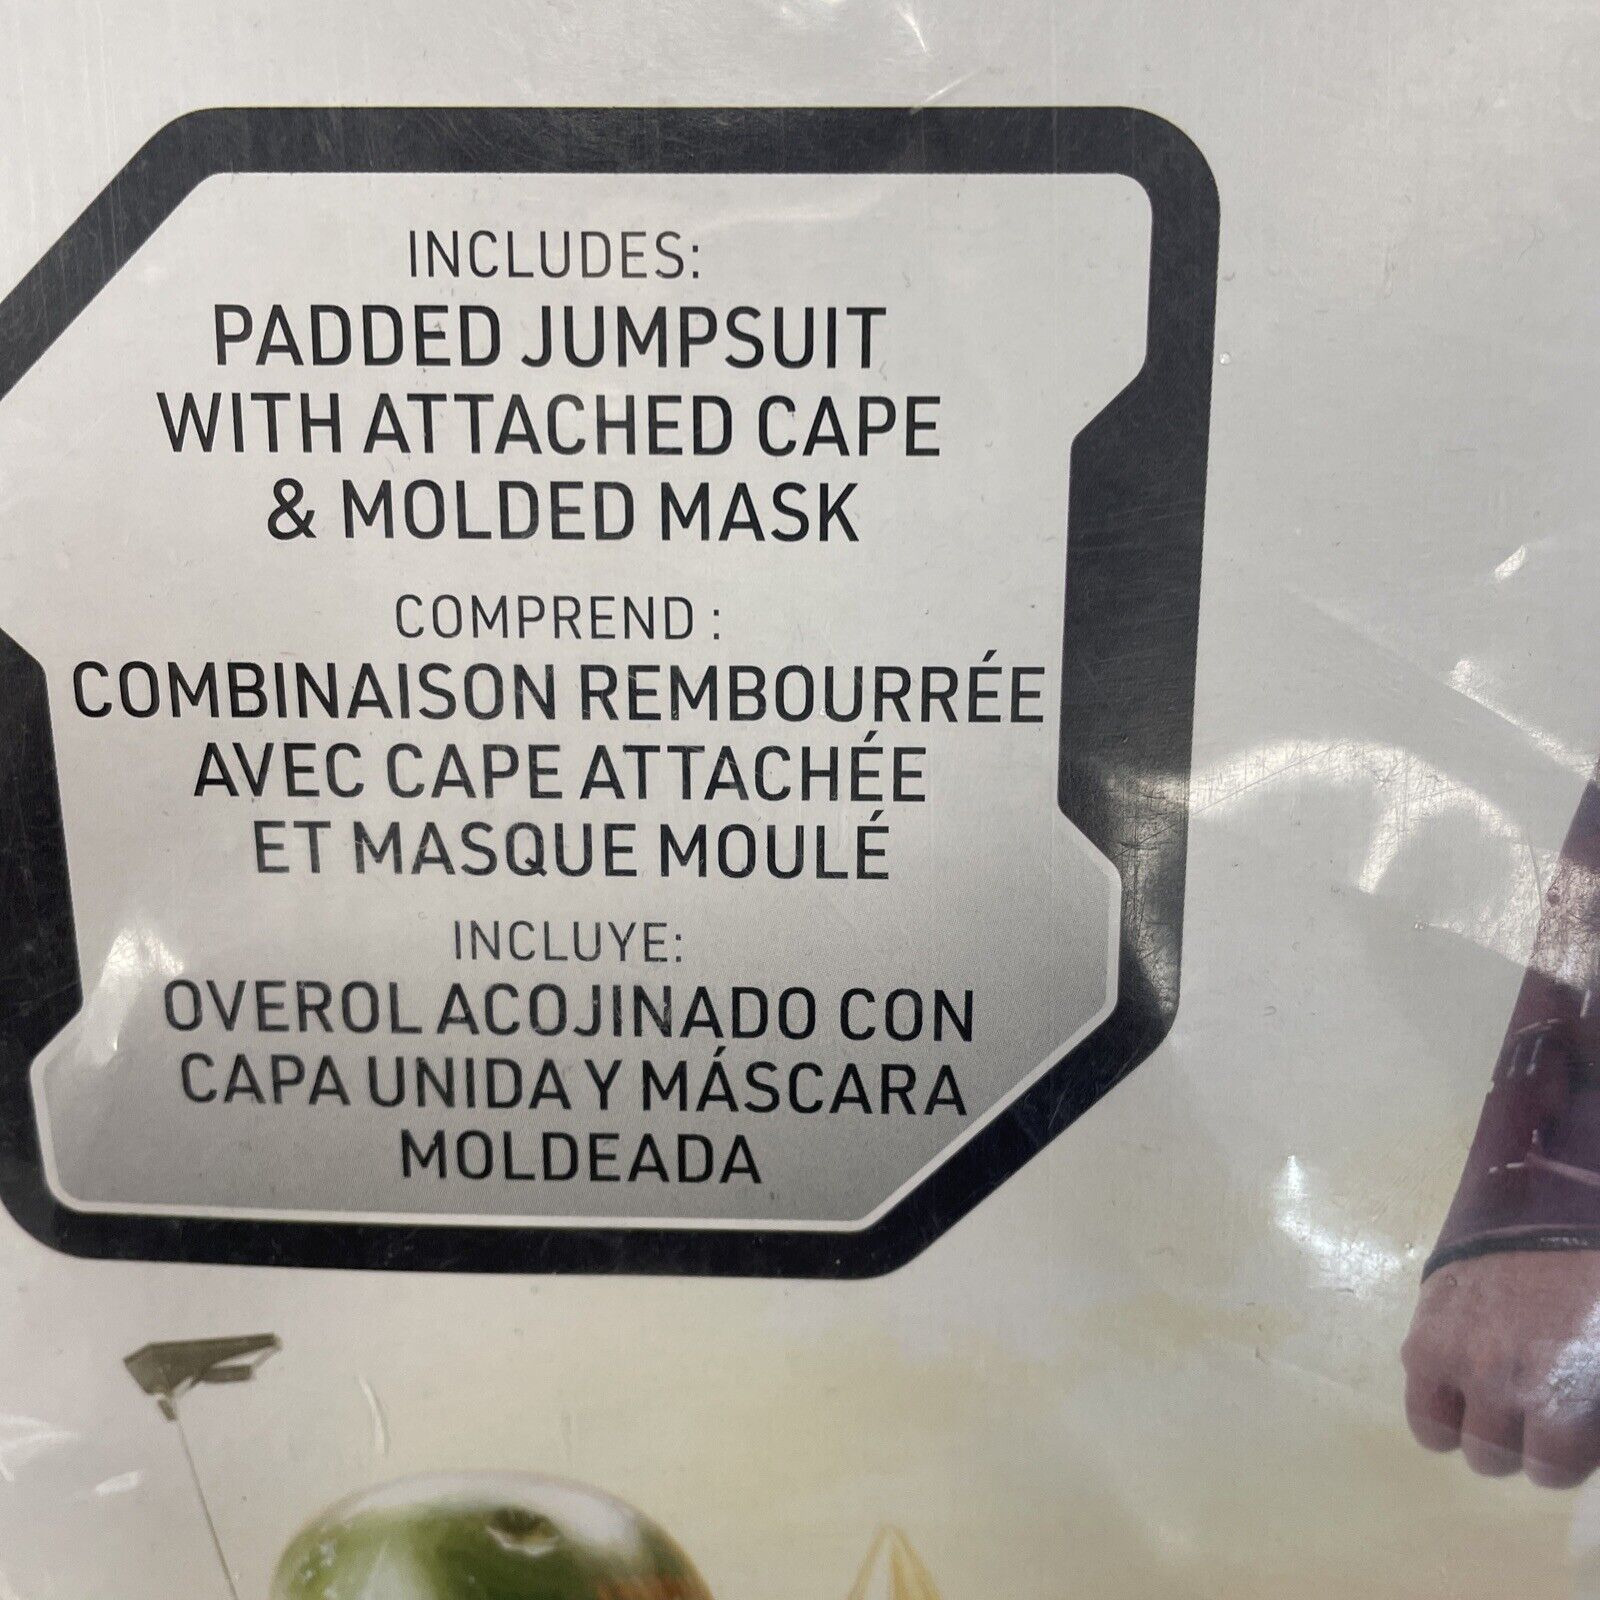 INCLUDES:
PADDED JUMPSUIT
WITH ATTACHED CAPE
& MOLDED MASK
COMPREND :
COMBINAISON REMBOURRÉE
AVEC CAPE ATTACHÉE
ET MASQUE MOULÉ
INCLUYE:
OVEROL ACOJINADO CON
CAPA UNIDA Y MÁSCARA
MOLDEADA